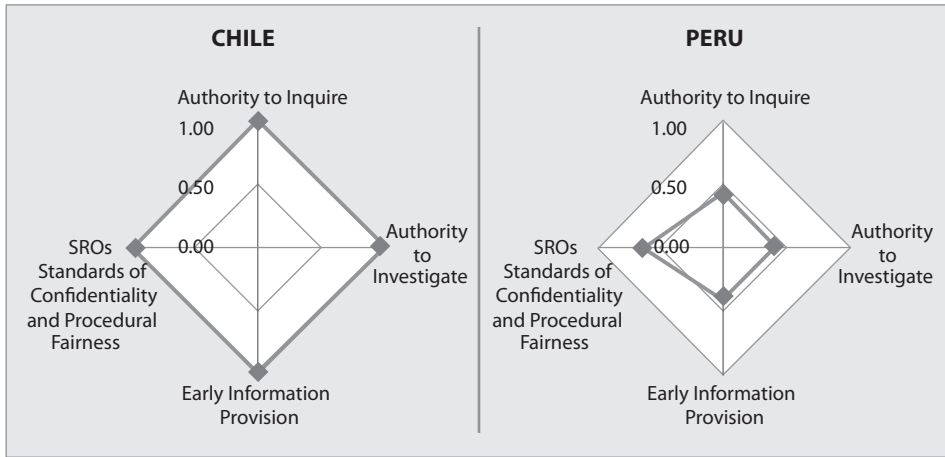 CHILE
Authority to Inquire
1.00
0.50
0.00
Authority
to
Investigate
SROs
Standards of
Confidentiality
and Procedural
Fairness
Early Information
Provision
PERU
Authority to Inquire
1.00
0.50
0.00
Authority
to
Investigate
SROs
Standards of
Confidentiality
and Procedural
Fairness
Early Information
Provision